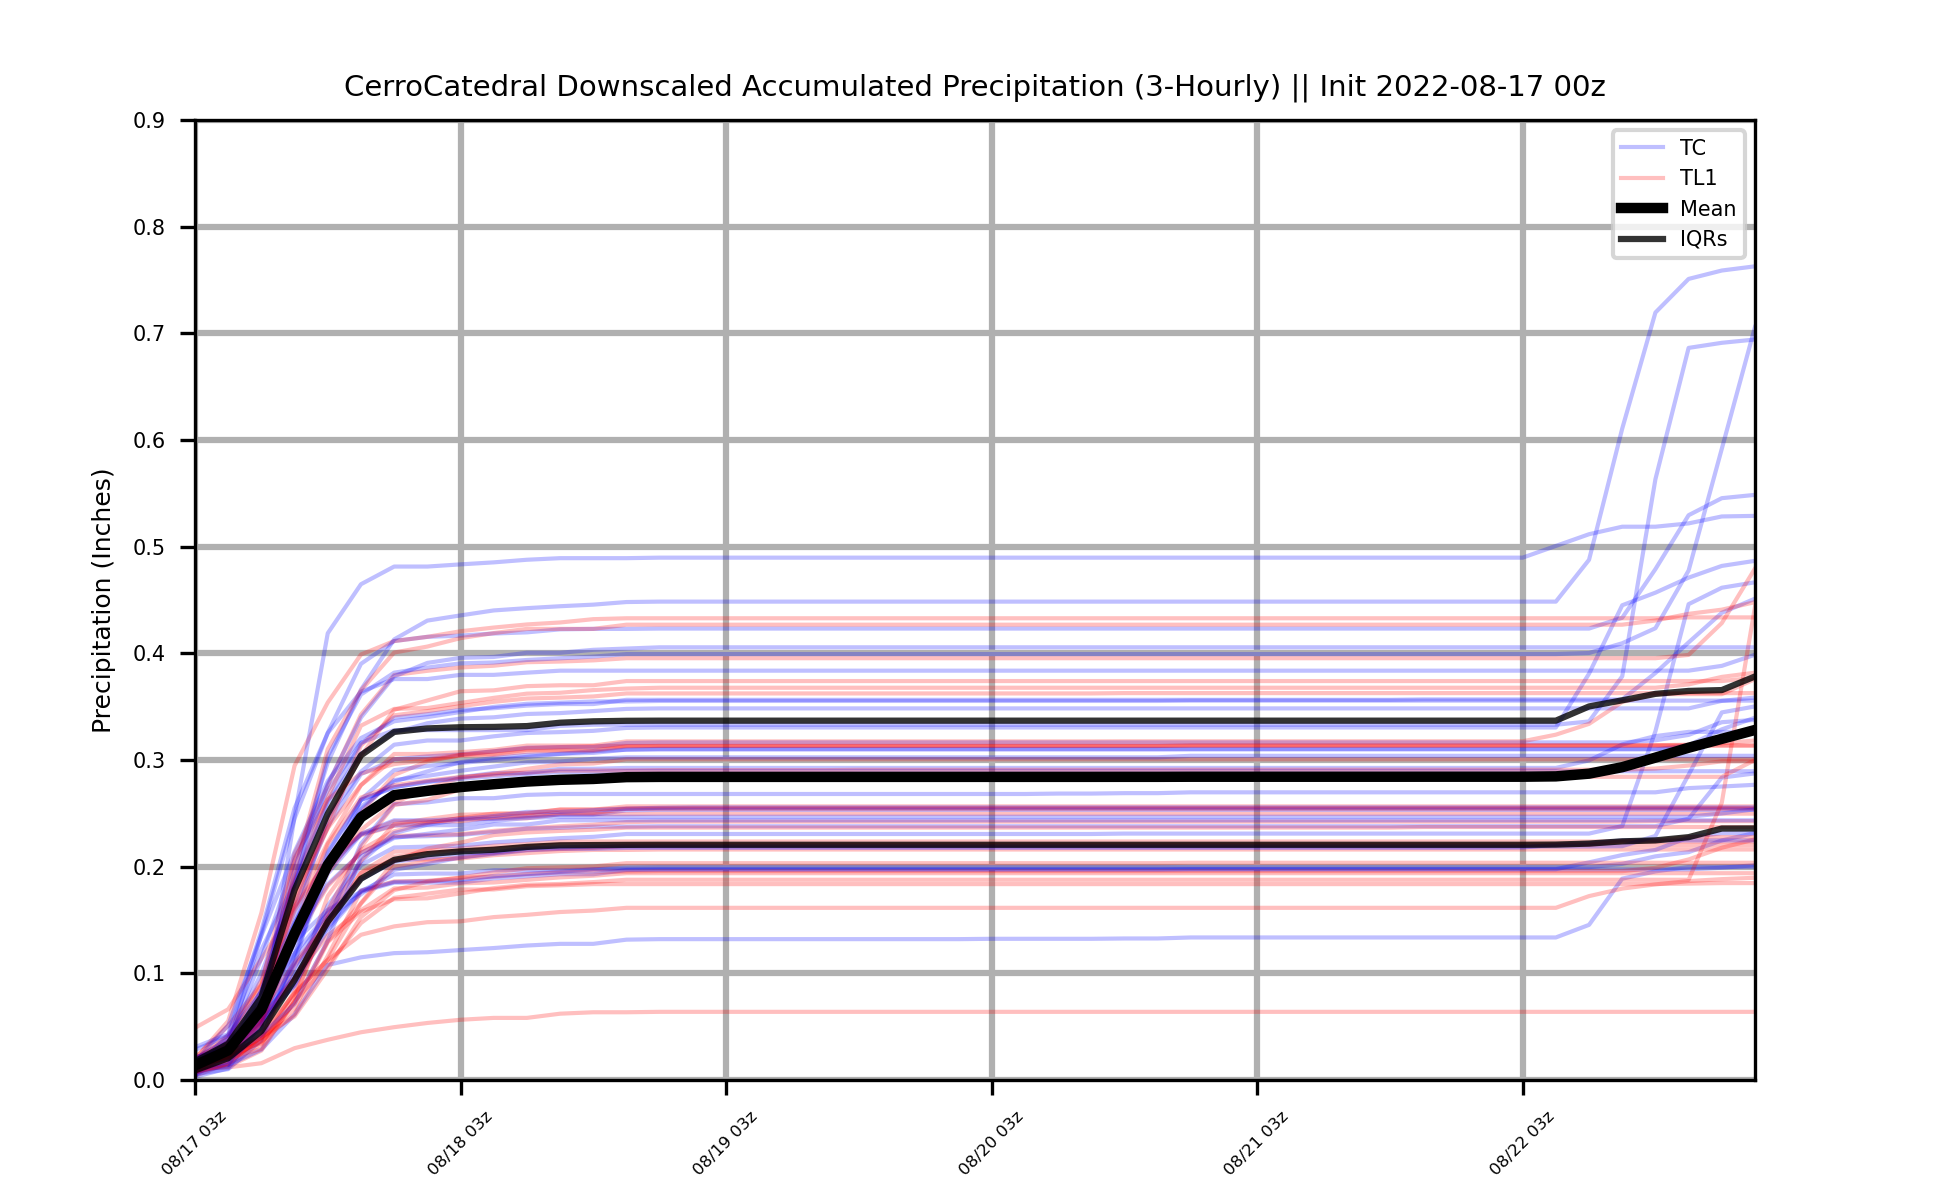 CerroCatedral Downscaled Accumulated Precipitation (3-Hourly) || Init 2022-08-17 00z
Precipitation (Inches)
0.9
0.8
0.7
0.6
0.5
0.4
0.3
0.2
0.1
0.0
TC
TL1
Mean
IQRs
08/17 03z
08/18 03z
08/19 03z
08/20 03z
08/21 03z
08/22 03z